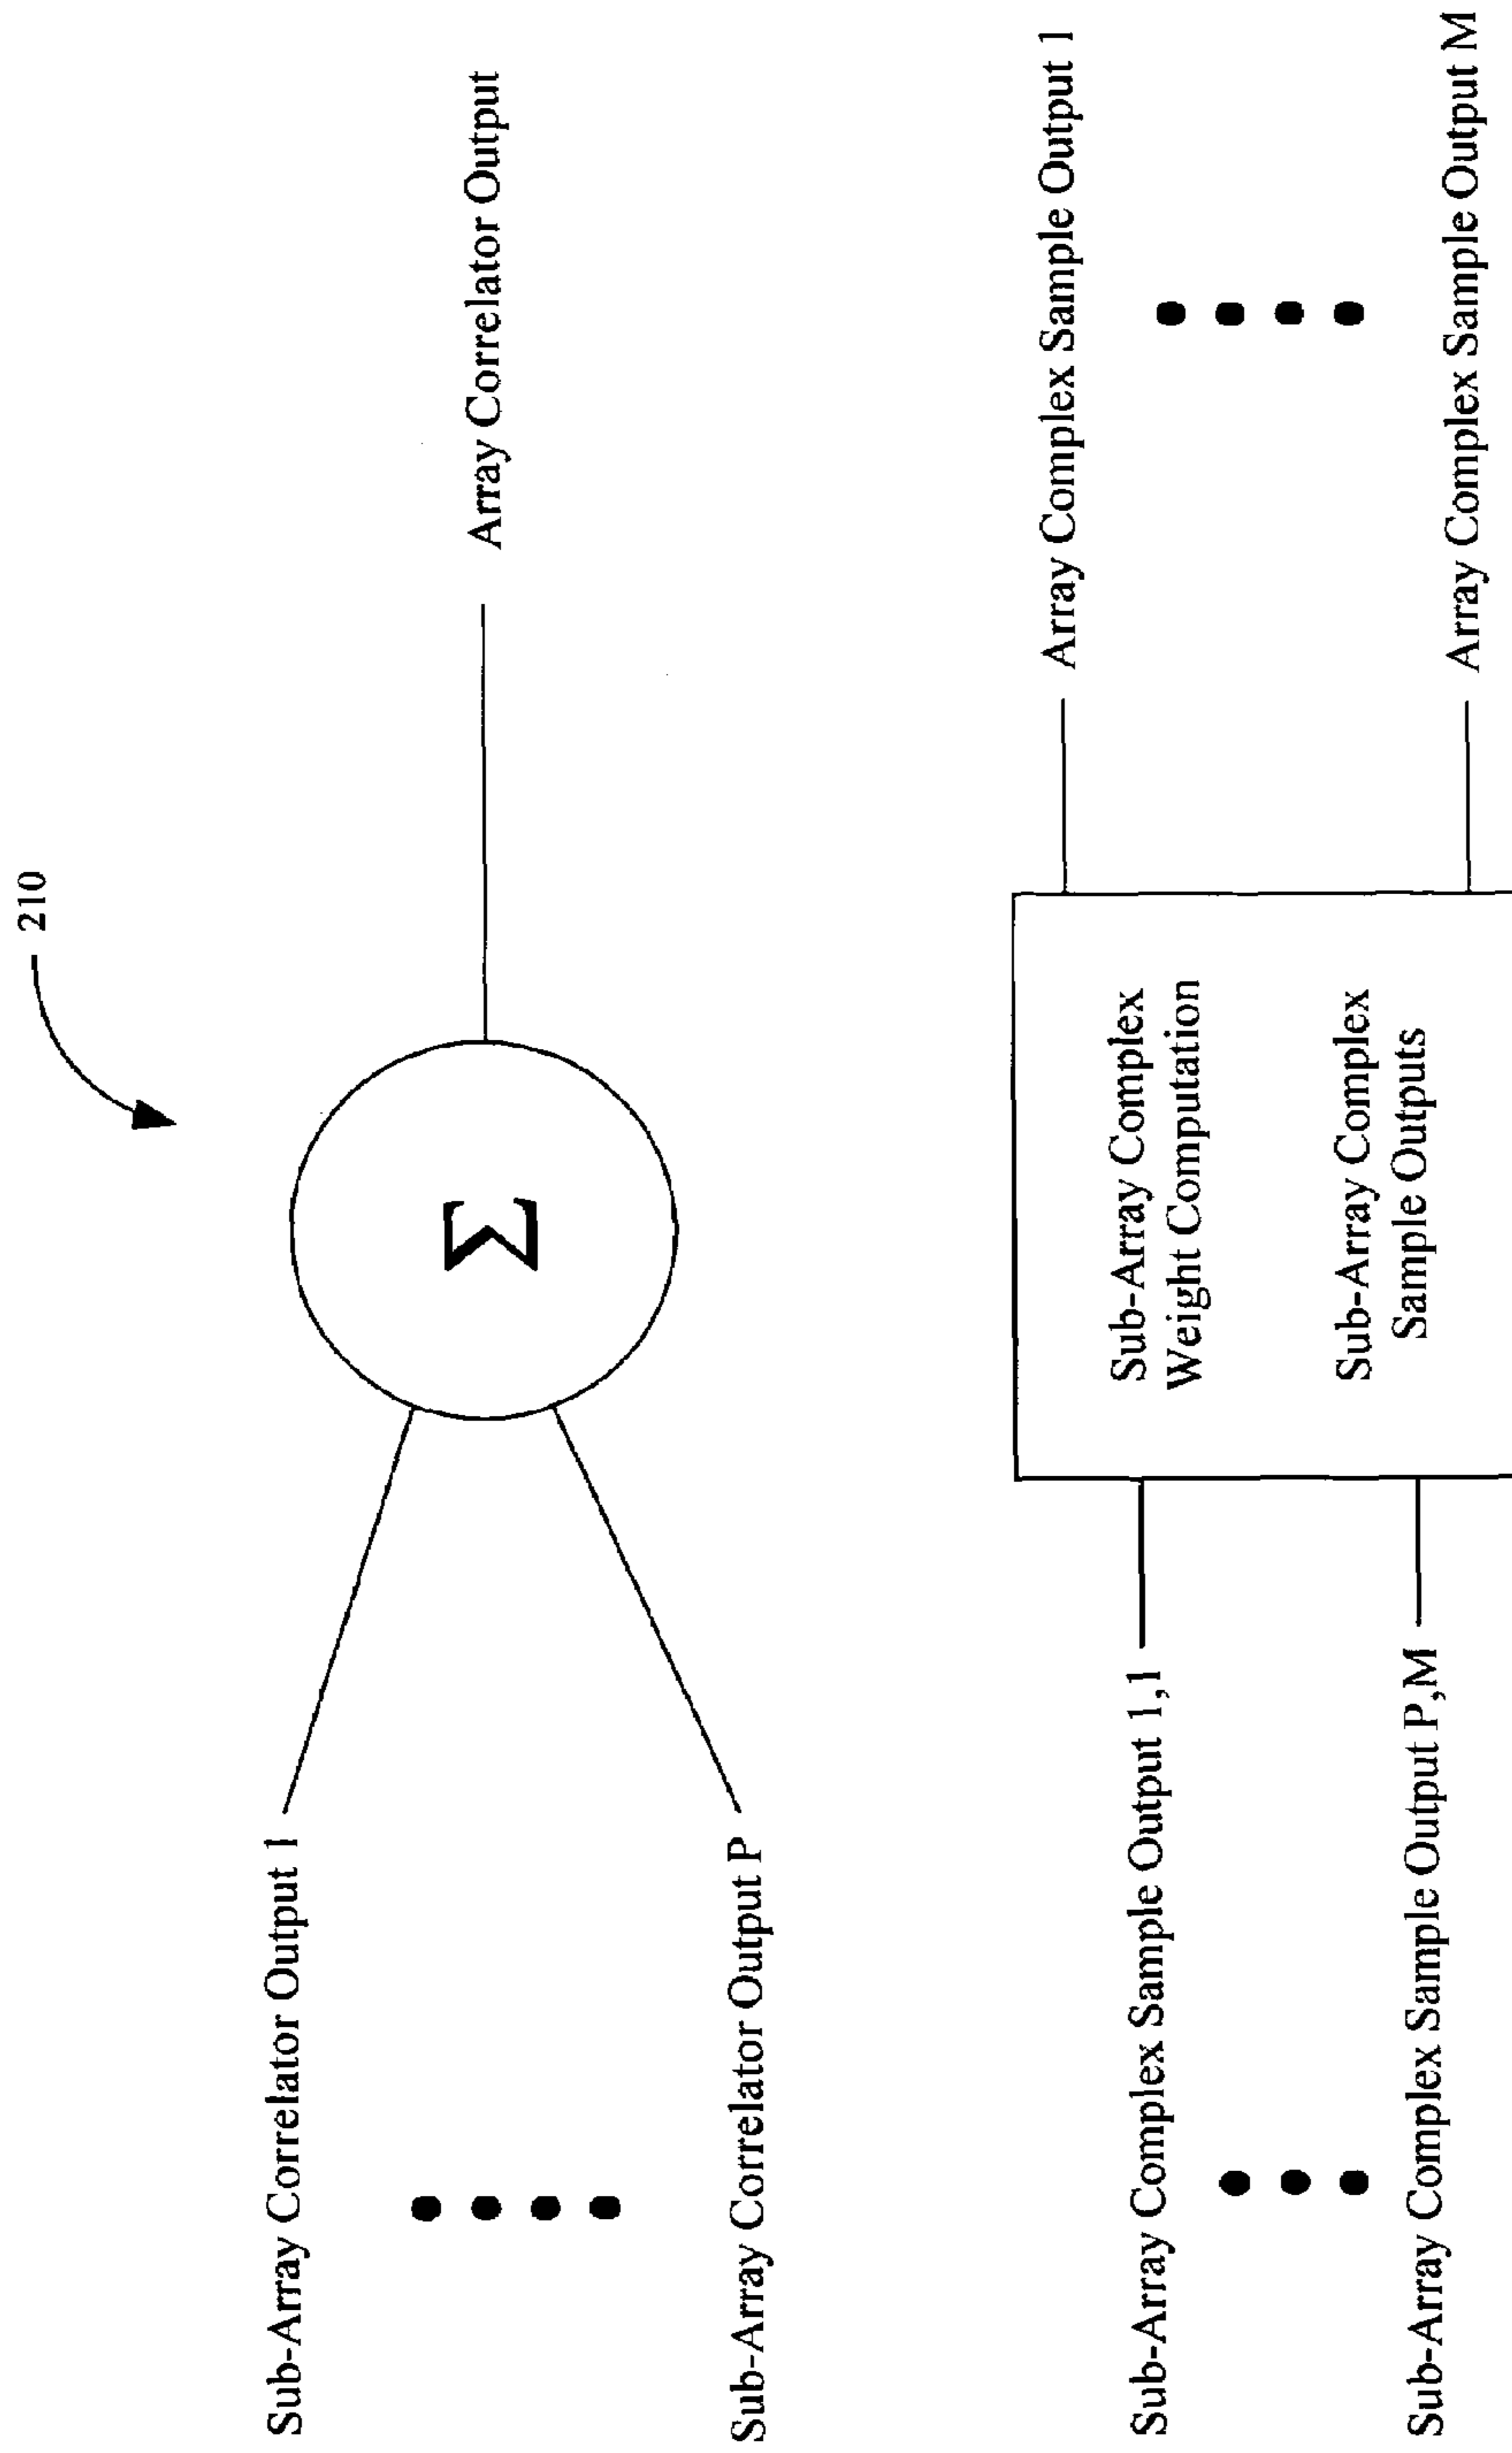 210
Sub-Array Correlator Output 1
Σ
Array Correlator Output
Sub-Array Correlator Output P
Sub-Array Complex Sample Output 1,1
Sub-Array Complex Sample Output P,M
Sub-Array Complex
Weight Computation
Sub-Array Complex
Sample Outputs
Array Complex Sample Output 1
Array Complex Sample Output M